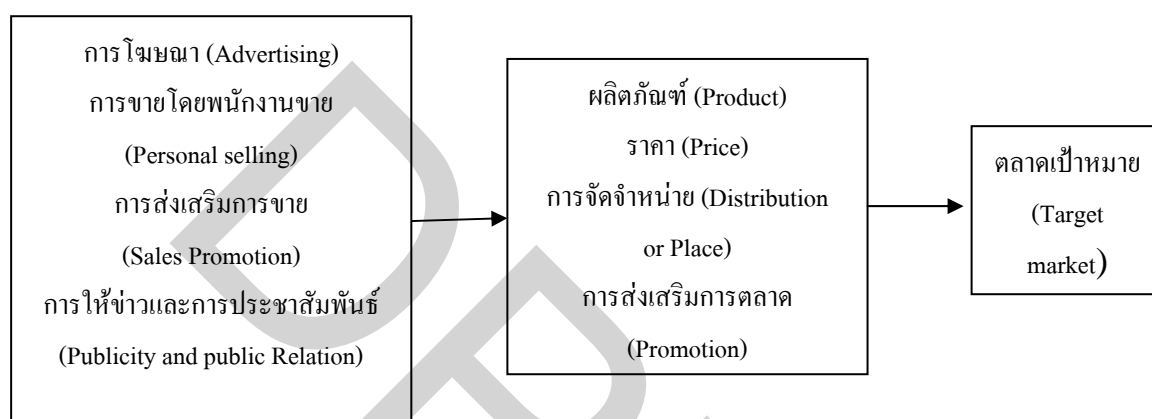 การโฆษณา (Advertising)
การขายโดยพนักงานขาย
(Personal selling)
การส่งเสริมการขาย
(Sales Promotion)
การให้ข่าวและการประชาสัมพันธ์
(Publicity and public Relation)
ผลิตภัณฑ์ (Product)
ราคา (Price)
การจัดจำหน่าย (Distribution
or Place)
การส่งเสริมการตลาด
(Promotion)
ตลาดเป้าหมาย
(Target
market)